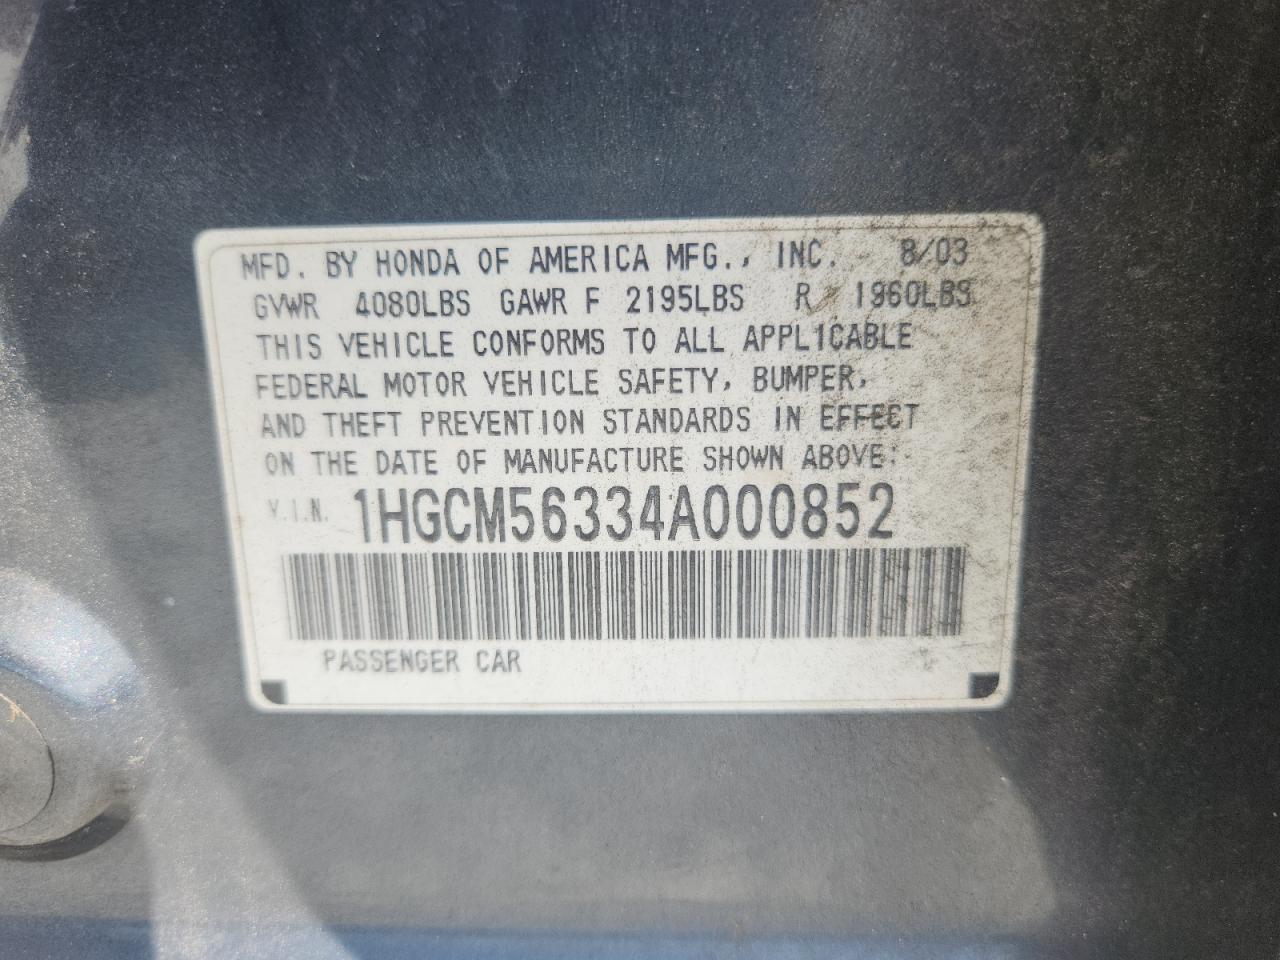 MFD. BY HONDA OF AMERICA MFG., INC. 8/03
GVWR 4080LBS GAWR F 2195LBS R 1960LBS
THIS VEHICLE CONFORMS TO ALL APPL1CABLE
FEDERAL MOTOR VEHICLE SAFETY, BUMPER,
AND THEFT PREVENTION STANDARDS IN EFFECT
ON THE DATE OF MANUFACTURE SHOWN ABOVE:
V.I.N. 1HGCM56334A000852
PASSENGER CAR